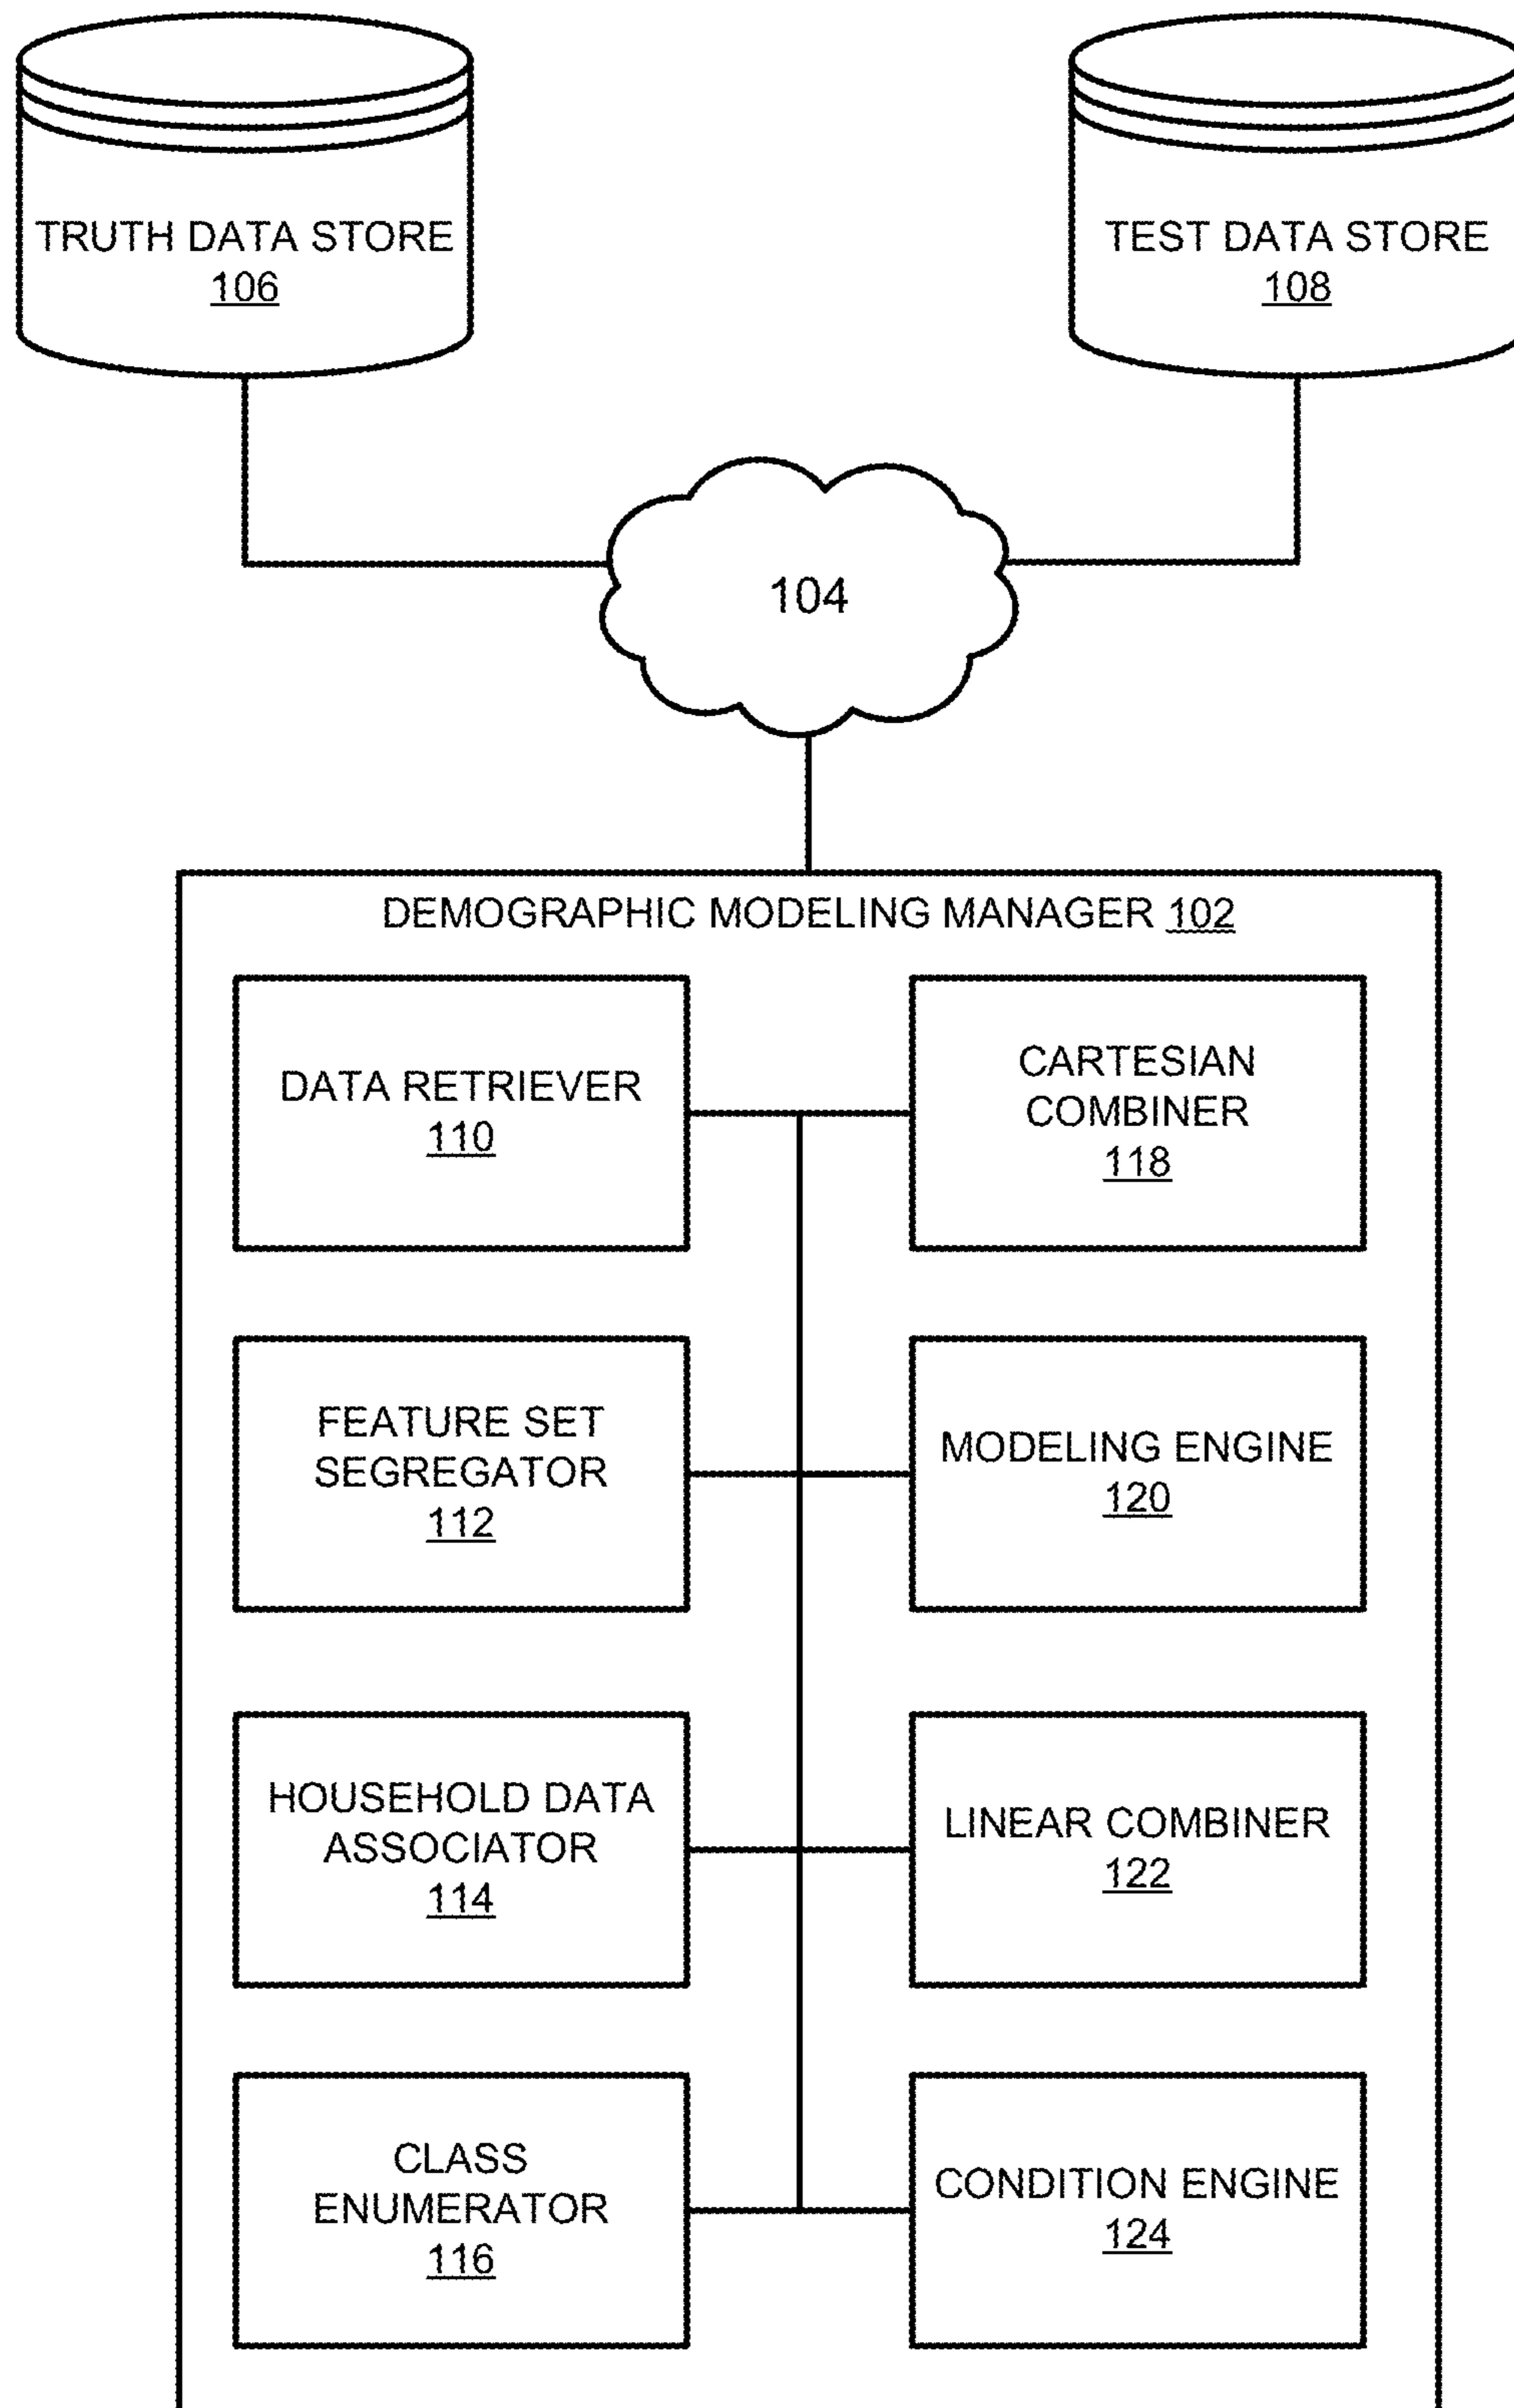 TRUTH DATA STORE
106
TEST DATA STORE
108
104
DEMOGRAPHIC MODELING MANAGER 102
DATA RETRIEVER
110
CARTESIAN
COMBINER
118
FEATURE SET
SEGREGATOR
112
MODELING ENGINE
120
HOUSEHOLD DATA
ASSOCIATOR
114
LINEAR COMBINER
122
CLASS
ENUMERATOR
116
CONDITION ENGINE
124